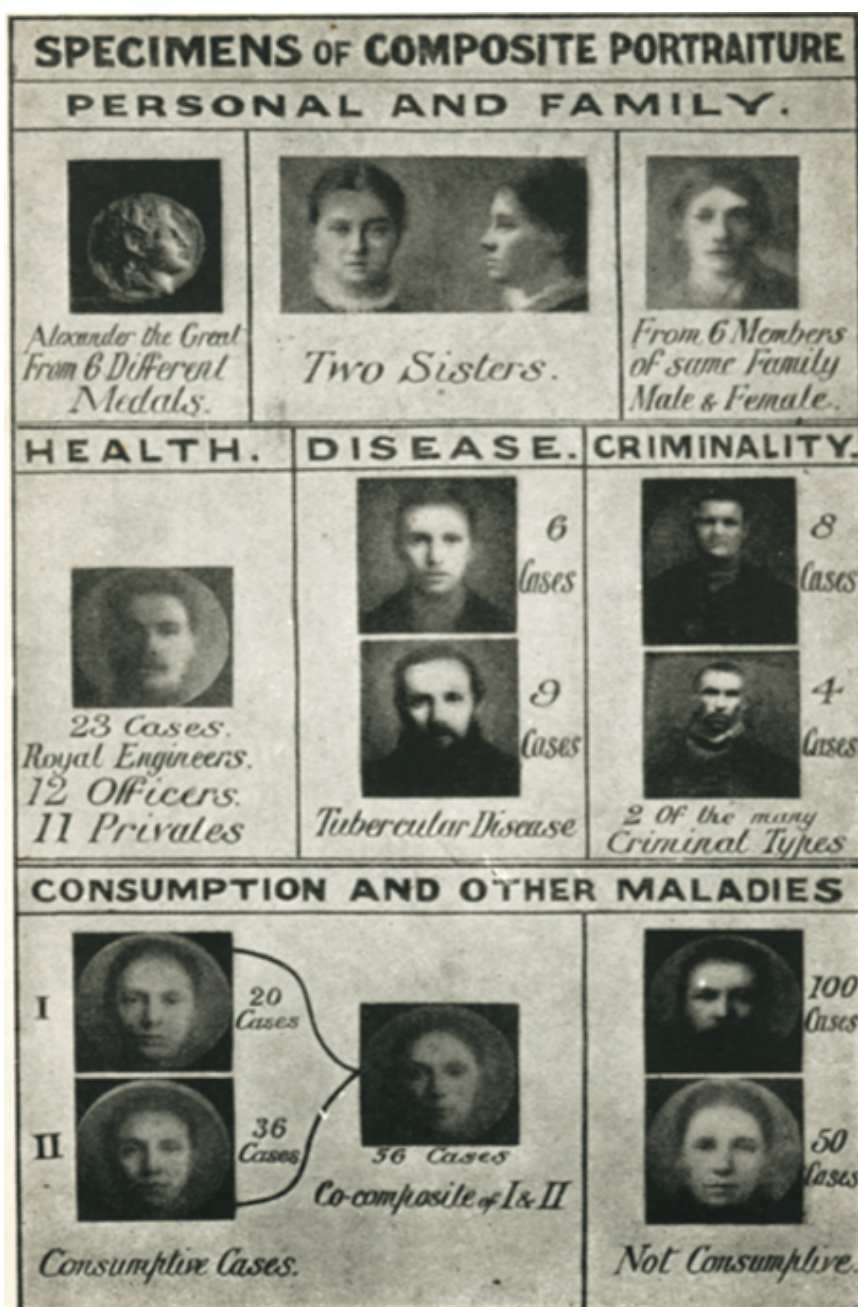 SPECIMENS OF COMPOSITE PORTRAITURE
PERSONAL AND FAMILY.
Alexander the Great
From 6 Different
Medals.
Two Sisters.
From 6 Members
of same Family
Male & Female.
HEALTH.
23 Cases.
Royal Engineers.
12 Officers.
11 Privates
DISEASE.
6
Cases
9
Cases
Tubercular Disease
CRIMINALITY.
8
Cases
4
Cases
2 Of the many
Criminal Types
CONSUMPTION AND OTHER MALADIES
I
20
Cases
II
36
Cases
Consumptive Cases.
56 Cases
Co-composite of I & II
100
Cases
50
Cases
Not Consumptive.